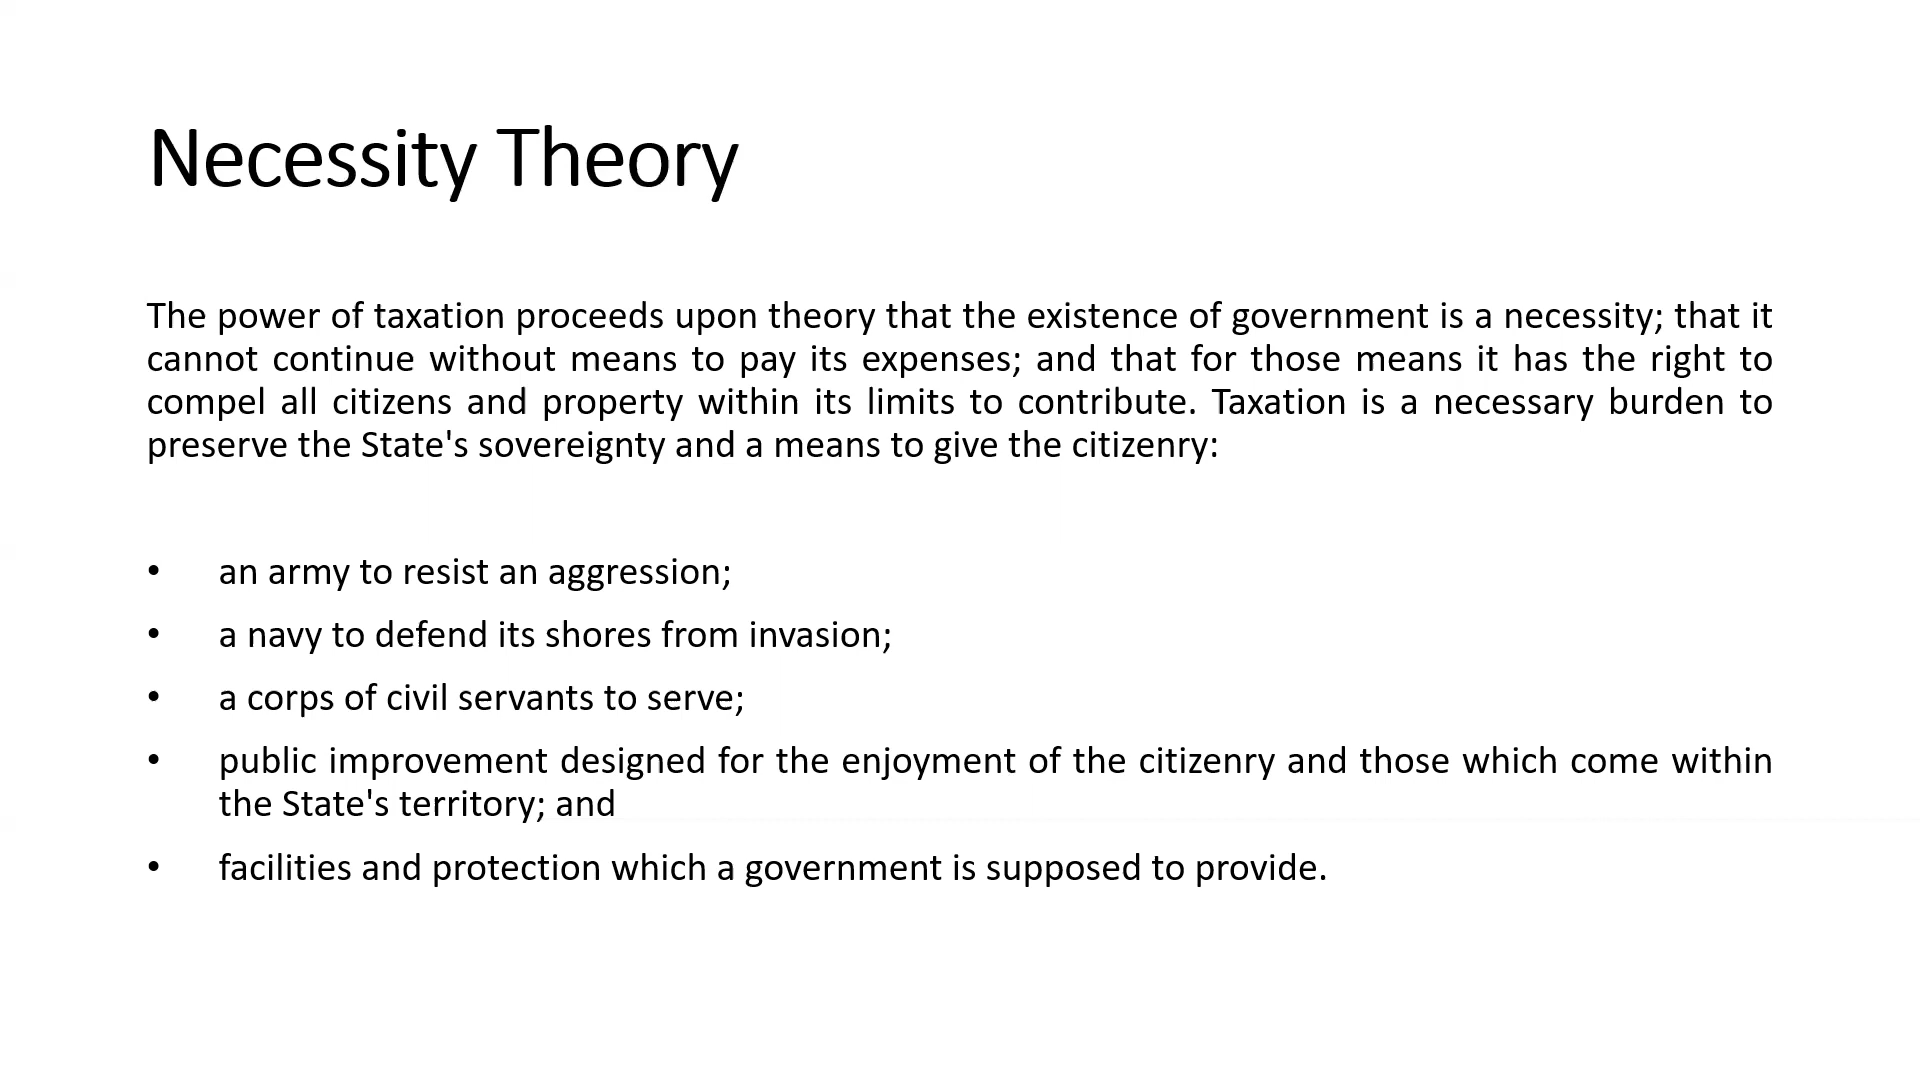 Necessity Theory
The power of taxation proceeds upon theory that the existence of government is a necessity; that it
cannot continue without means to pay its expenses; and that for those means it has the right to
compel all citizens and property within its limits to contribute. Taxation is a necessary burden to
preserve the State's sovereignty and a means to give the citizenry:
• an army to resist an aggression;
• a navy to defend its shores from invasion;
• a corps of civil servants to serve;
• public improvement designed for the enjoyment of the citizenry and those which come within
the State's territory; and
• facilities and protection which a government is supposed to provide.